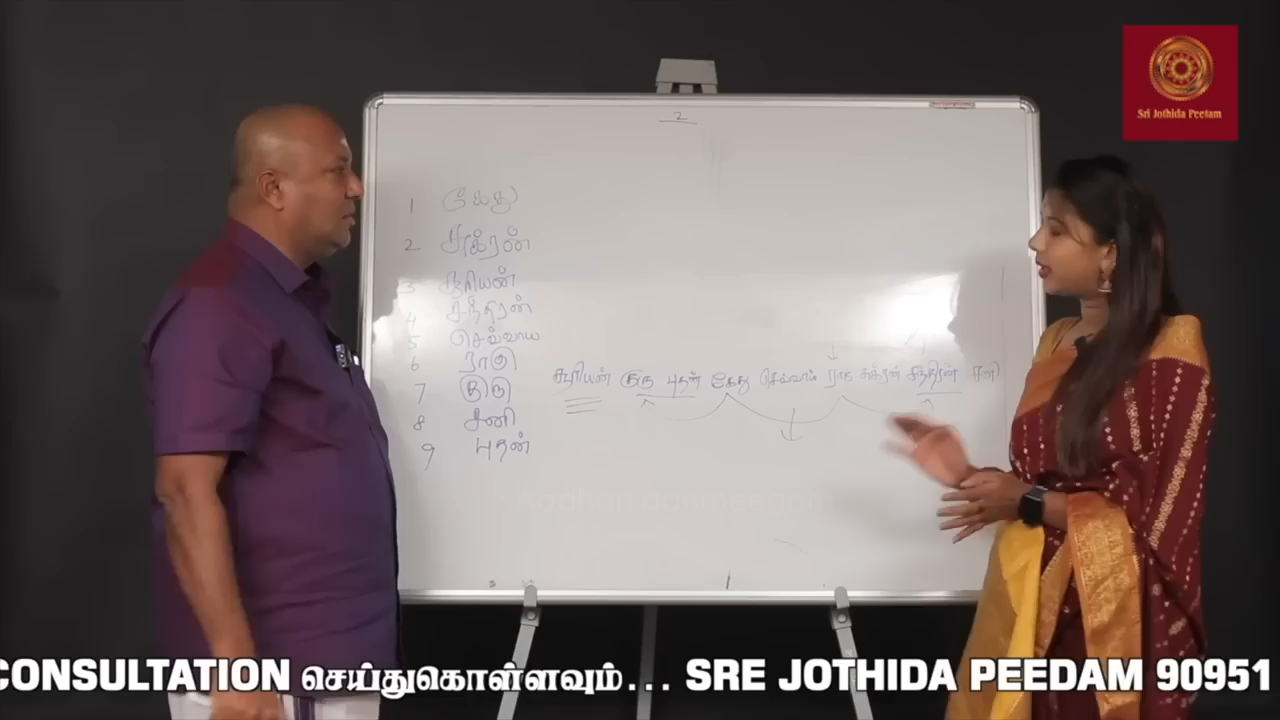 Sri Jothida Peetam
2
1 கேது
2 சுக்ரன்
3 சூரியன்
4 சந்திரன்
5 செவ்வாய
6 ராகு
7 குரு
8 சனி
9 புதன்
சூரியன் குரு புதன் கேது செவ்வாய் ராகு சுக்ரன் சந்திரன் சனி
CONSULTATION செய்துகொள்ளவும்... SRE JOTHIDA PEEDAM 90951